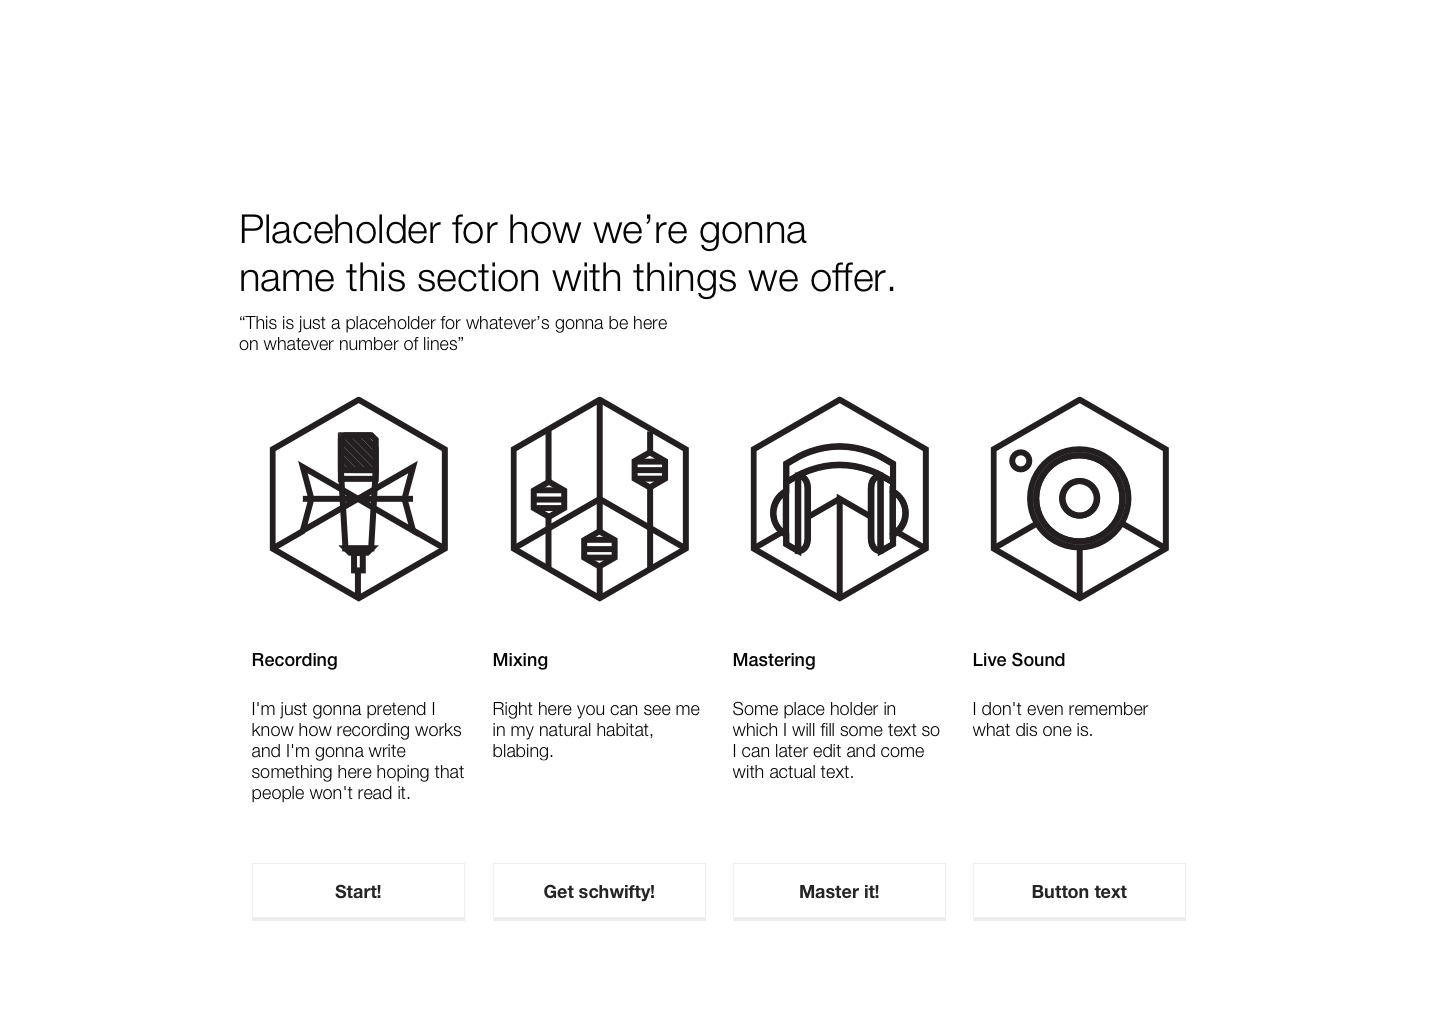 Placeholder for how we’re gonna
name this section with things we offer.
“This is just a placeholder for whatever’s gonna be here
on whatever number of lines”
Recording
I'm just gonna pretend I
know how recording works
and I'm gonna write
something here hoping that
people won't read it.
Start!
Mixing
Right here you can see me
in my natural habitat,
blabing.
Get schwifty!
Mastering
Some place holder in
which I will fill some text so
I can later edit and come
with actual text.
Master it!
Live Sound
I don't even remember
what dis one is.
Button text